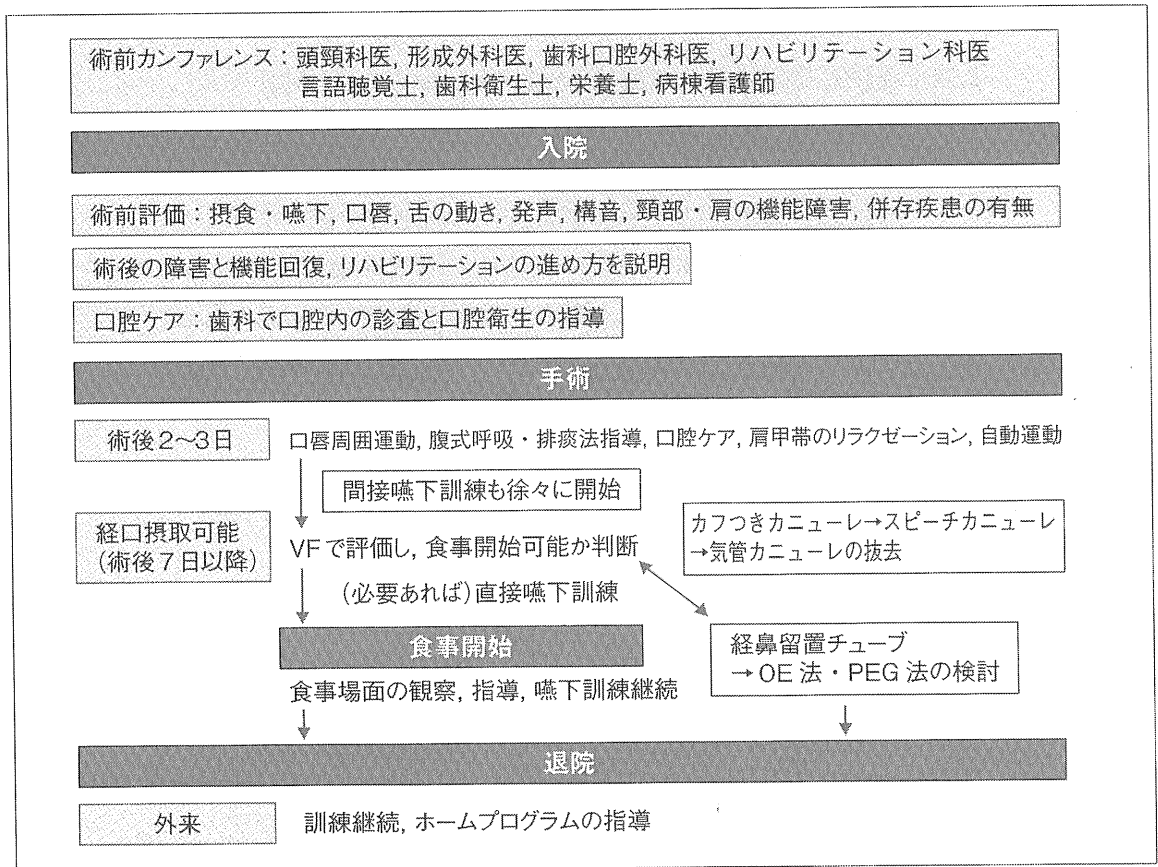 術前カンファレンス：頭頸科医, 形成外科医, 歯科口腔外科医, リハビリテーション科医
言語聴覚士, 歯科衛生士, 栄養士, 病棟看護師
入院
術前評価：摂食・嚥下, 口唇, 舌の動き, 発声, 構音, 頸部・肩の機能障害, 併存疾患の有無
術後の障害と機能回復, リハビリテーションの進め方を説明
口腔ケア：歯科で口腔内の診査と口腔衛生の指導
手術
術後2〜3日
口唇周囲運動, 腹式呼吸・排痰法指導, 口腔ケア, 肩甲帯のリラクゼーション, 自動運動
間接嚥下訓練も徐々に開始
経口摂取可能
(術後7日以降)
VFで評価し, 食事開始可能か判断
カフつきカニューレ→スピーチカニューレ
→気管カニューレの抜去
(必要あれば)直接嚥下訓練
食事開始
経鼻留置チューブ
→OE法・PEG法の検討
食事場面の観察, 指導, 嚥下訓練継続
退院
外来
訓練継続, ホームプログラムの指導